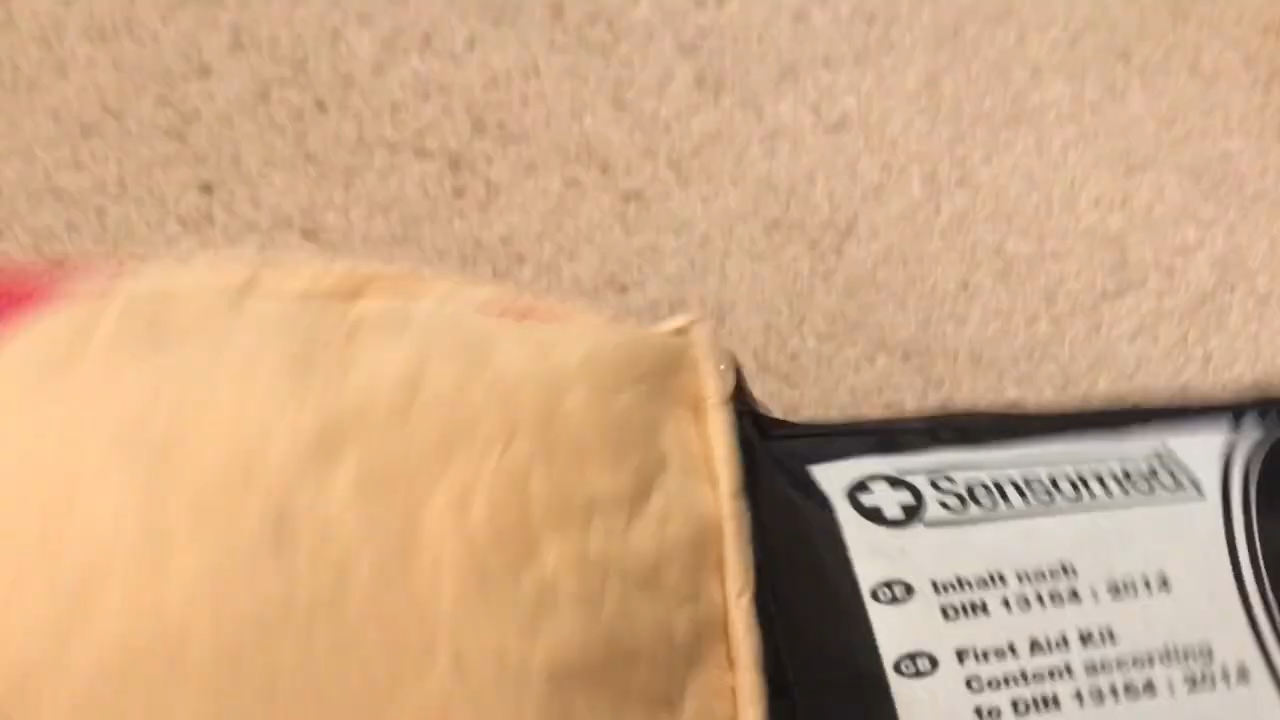 Sensomed
DE Inhalt nach
DIN 13164 : 2014
GB First Aid Kit
Content according
to DIN 13164 : 2014